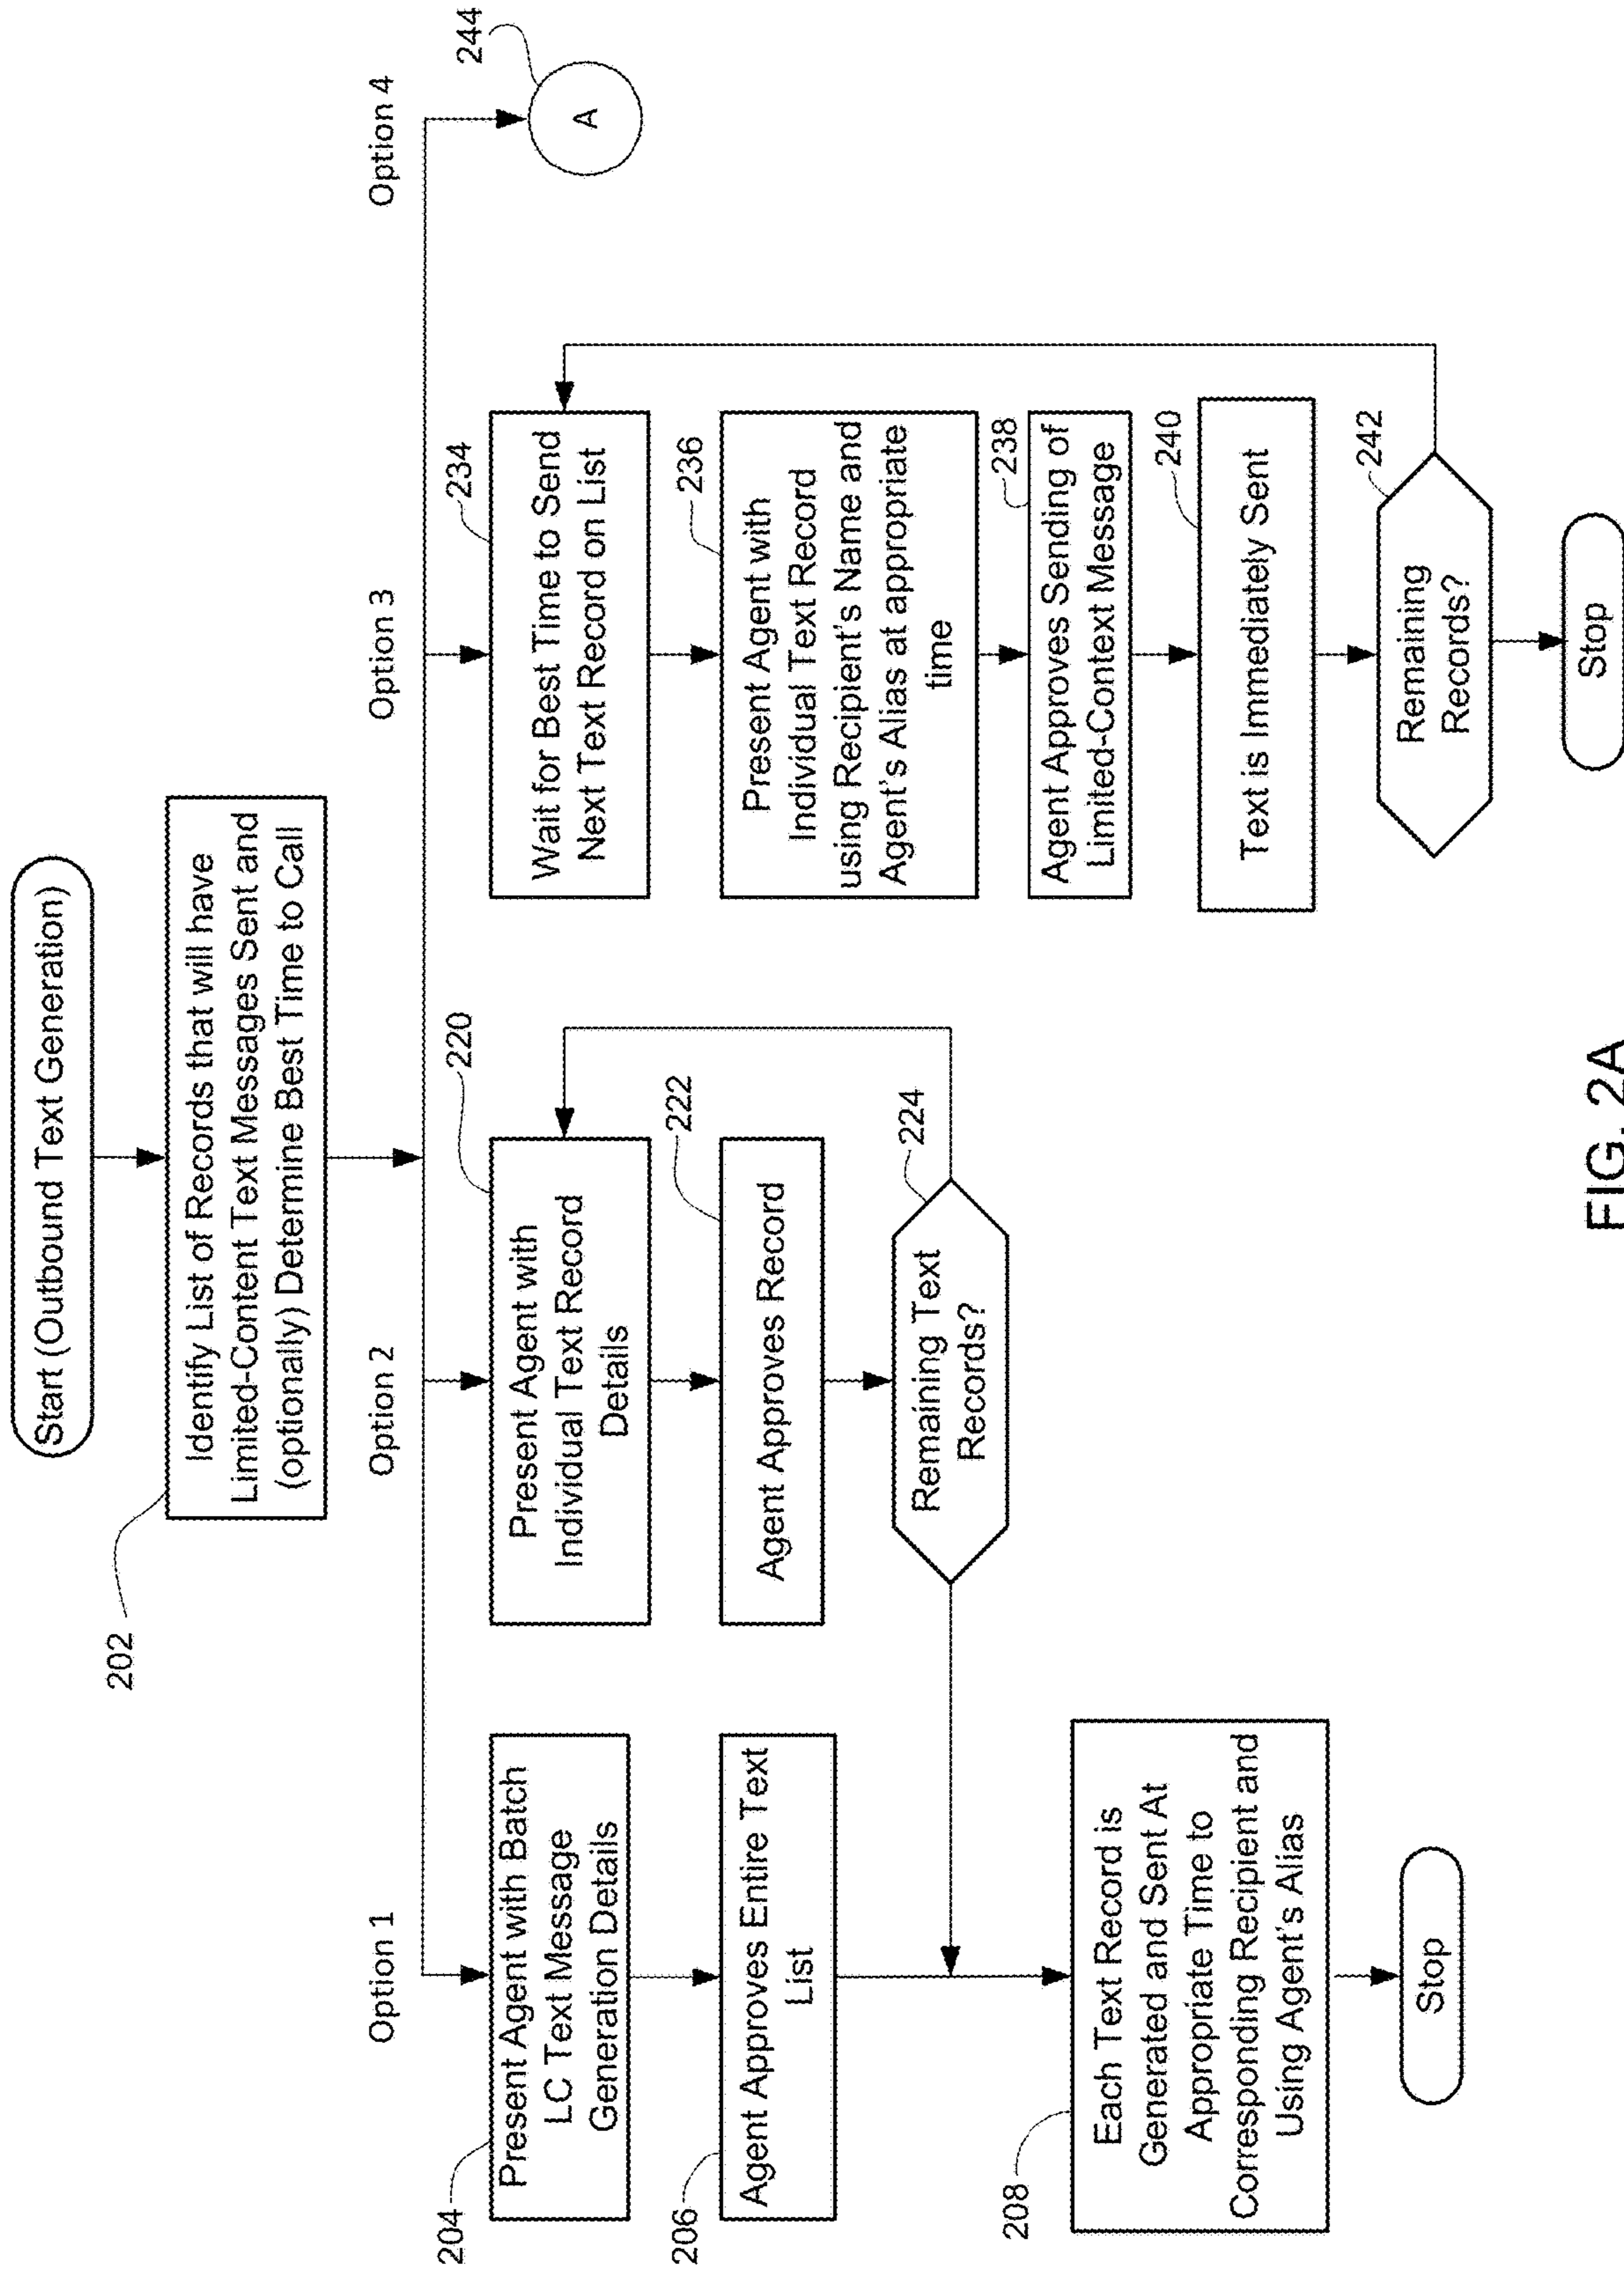 Start (Outbound Text Generation)
202
Identify List of Records that will have
Limited-Content Text Messages Sent and
(optionally) Determine Best Time to Call
Option 1
204
Present Agent with Batch
LC Text Message
Generation Details
206
Agent Approves Entire Text
List
208
Each Text Record is
Generated and Sent At
Appropriate Time to
Corresponding Recipient and
Using Agent's Alias
Stop
Option 2
220
Present Agent with
Individual Text Record
Details
222
Agent Approves Record
224
Remaining Text
Records?
Option 3
234
Wait for Best Time to Send
Next Text Record on List
236
Present Agent with
Individual Text Record
using Recipient's Name and
Agent's Alias at appropriate
time
238
Agent Approves Sending of
Limited-Context Message
240
Text is Immediately Sent
242
Remaining
Records?
Stop
Option 4
244
A
FIG. 2A